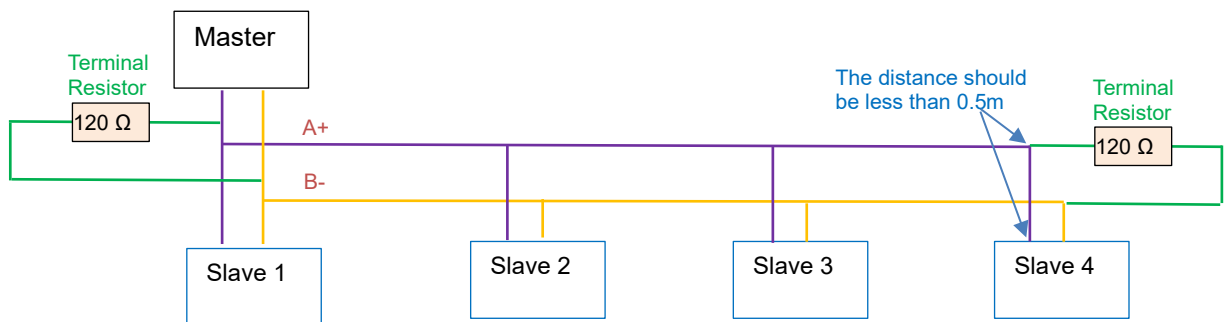 Master
Terminal
Resistor
120 Ω
A+
B-
The distance should
be less than 0.5m
Terminal
Resistor
120 Ω
Slave 1
Slave 2
Slave 3
Slave 4